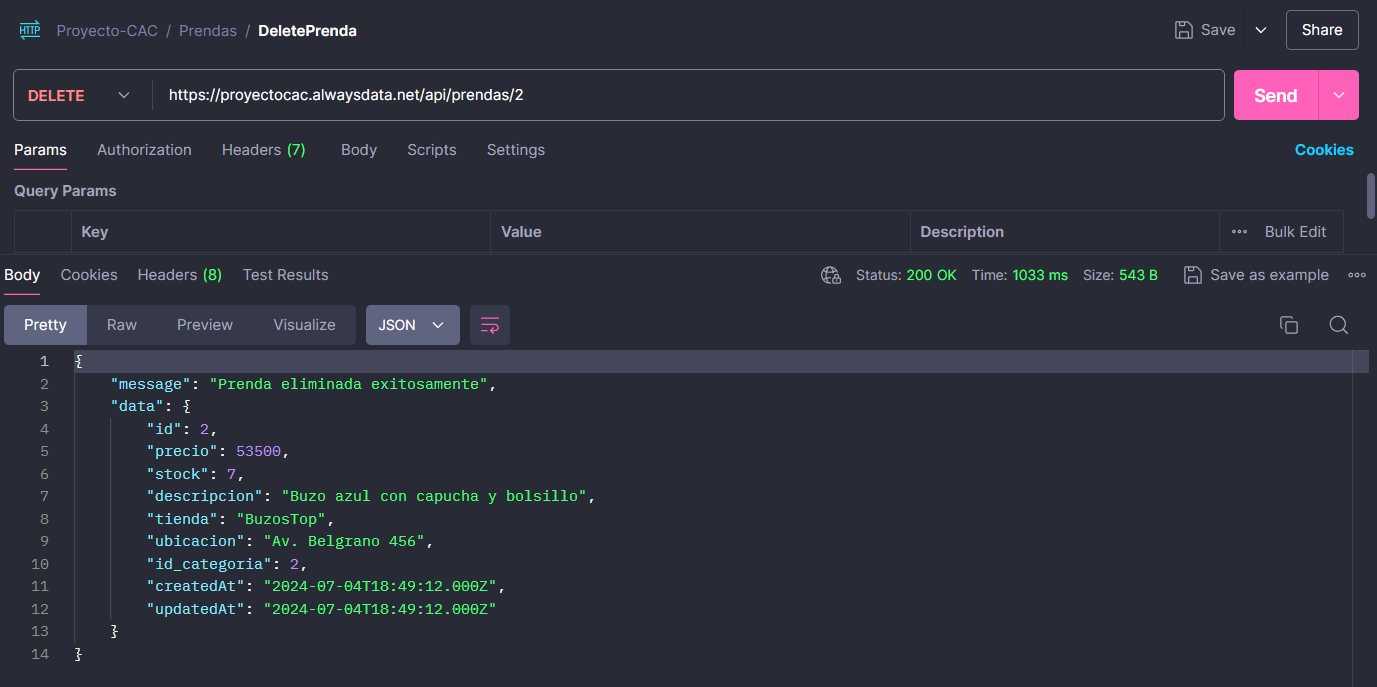 HTTP Proyecto-CAC / Prendas / DeletePrenda Save Share
DELETE https://proyectocac.alwaysdata.net/api/prendas/2 Send
Params Authorization Headers (7) Body Scripts Settings Cookies
Query Params
Key Value Description ••• Bulk Edit
Body Cookies Headers (8) Test Results Status: 200 OK Time: 1033 ms Size: 543 B Save as example •••
Pretty Raw Preview Visualize JSON
1 {
2 "message": "Prenda eliminada exitosamente",
3 "data": {
4 "id": 2,
5 "precio": 53500,
6 "stock": 7,
7 "descripcion": "Buzo azul con capucha y bolsillo",
8 "tienda": "BuzosTop",
9 "ubicacion": "Av. Belgrano 456",
10 "id_categoria": 2,
11 "createdAt": "2024-07-04T18:49:12.000Z",
12 "updatedAt": "2024-07-04T18:49:12.000Z"
13 }
14 }